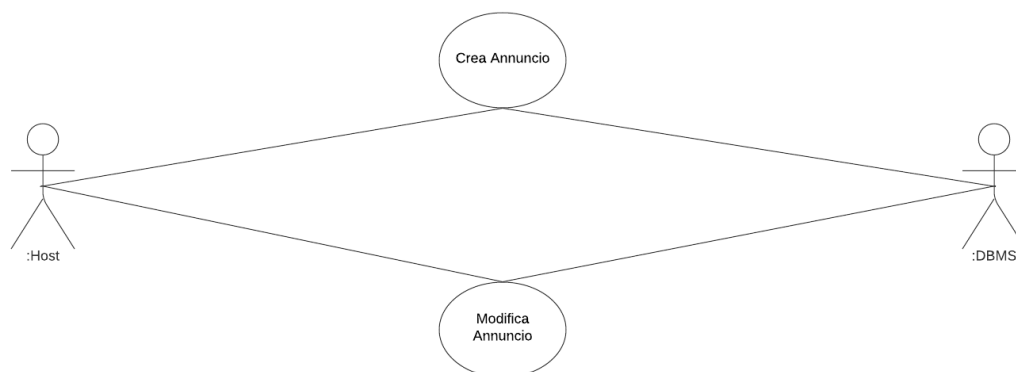 Crea Annuncio
:Host
:DBMS
Modifica
Annuncio